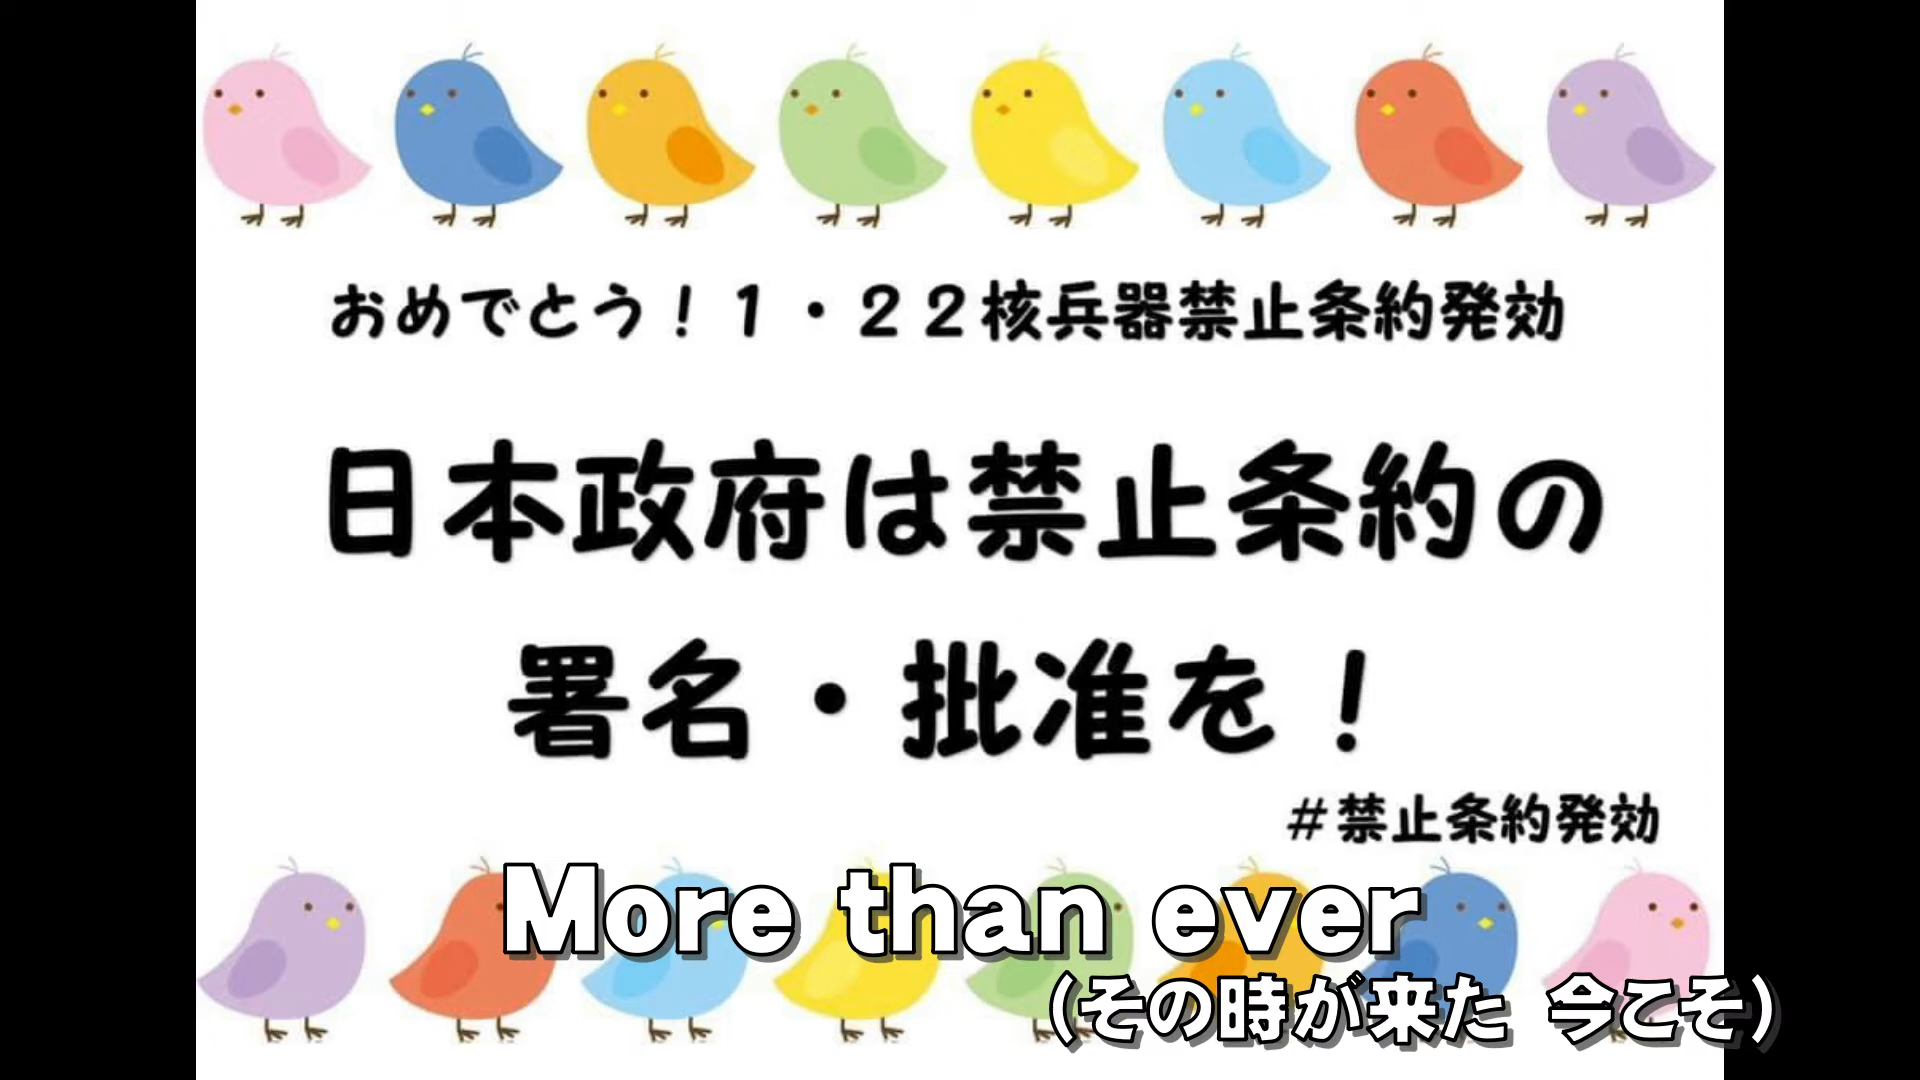 おめでとう！１・２２核兵器禁止条約発効
日本政府は禁止条約の
署名・批准を！
＃禁止条約発効
More than ever
(その時が来た 今こそ)